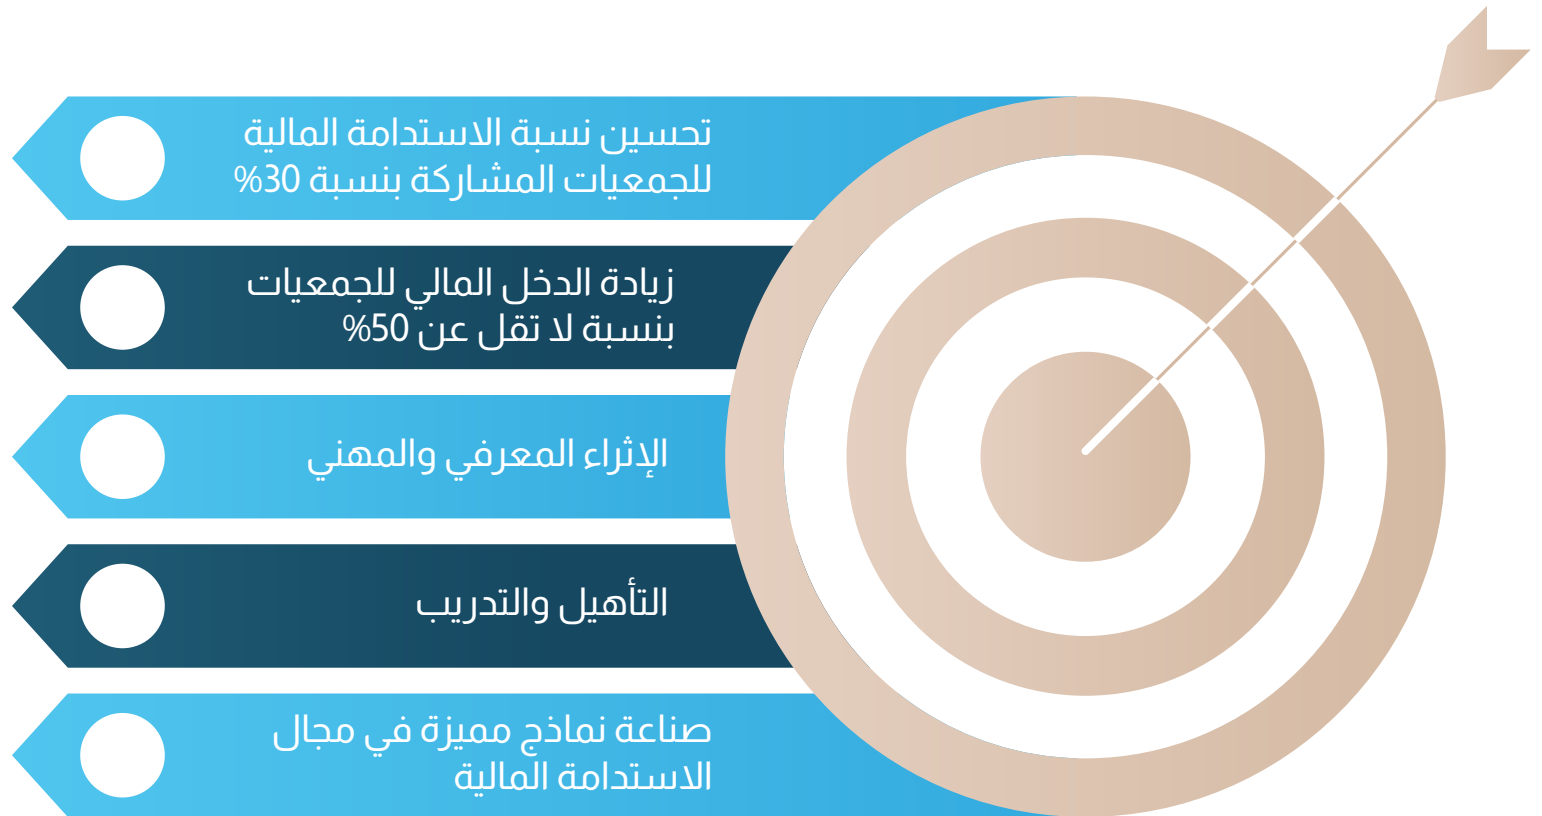 تحسين نسبة الاستدامة المالية
للجمعيات المشاركة بنسبة 30%
زيادة الدخل المالي للجمعيات
بنسبة لا تقل عن 50%
الإثراء المعرفي والمهني
التأهيل والتدريب
صناعة نماذج مميزة في مجال
الاستدامة المالية